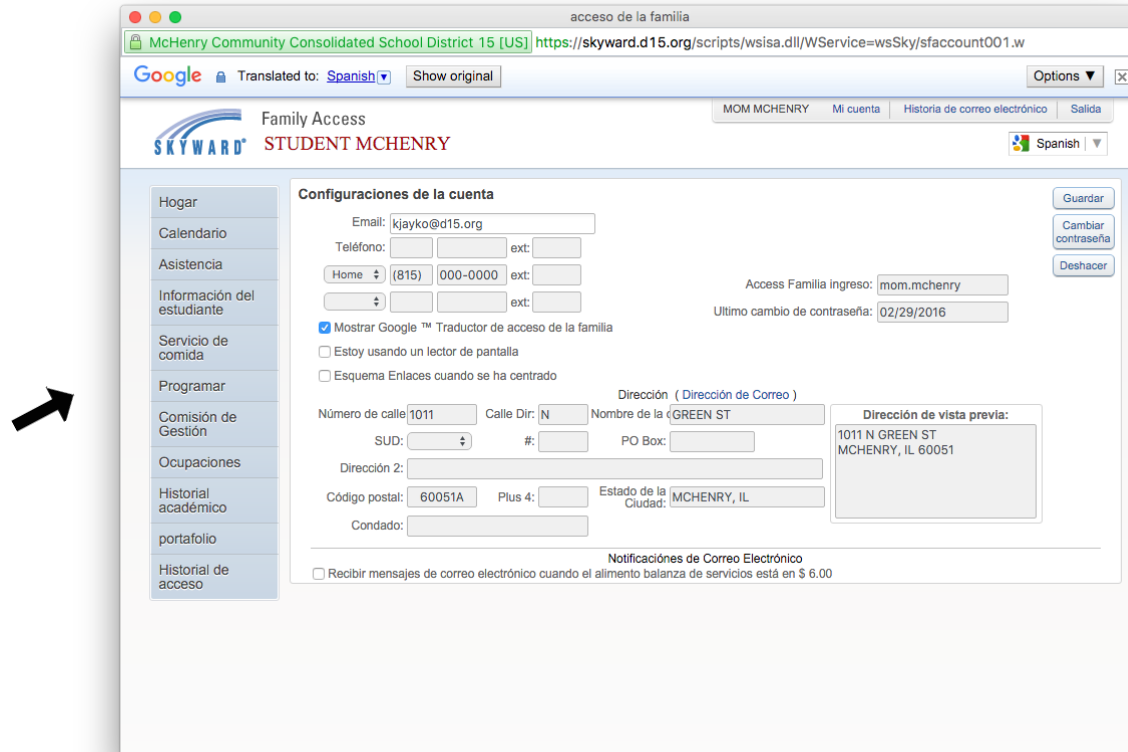 acceso de la familia
McHenry Community Consolidated School District 15 [US] https://skyward.d15.org/scripts/wsisa.dll/WService=wsSky/sfaccount001.w
Google Translated to: Spanish Show original Options ▼
MOM MCHENRY Mi cuenta Historia de correo electrónico Salida
SKYWARD Family Access
STUDENT MCHENRY
Spanish
Hogar
Calendario
Asistencia
Información del
estudiante
Servicio de
comida
Programar
Comisión de
Gestión
Ocupaciones
Historial
académico
portafolio
Historial de
acceso
Configuraciones de la cuenta
Email: kjayko@d15.org
Teléfono: ext:
Home (815) 000-0000 ext:
ext:
Mostrar Google ™ Traductor de acceso de la familia
Estoy usando un lector de pantalla
Esquema Enlaces cuando se ha centrado
Access Familia ingreso: mom.mchenry
Ultimo cambio de contraseña: 02/29/2016
Guardar
Cambiar
contraseña
Deshacer
Dirección ( Dirección de Correo )
Número de calle 1011 Calle Dir: N Nombre de la GREEN ST
SUD: #: PO Box:
Dirección 2:
Código postal: 60051A Plus 4: Estado de la
Ciudad: MCHENRY, IL
Condado:
Dirección de vista previa:
1011 N GREEN ST
MCHENRY, IL 60051
Notificaciónes de Correo Electrónico
Recibir mensajes de correo electrónico cuando el alimento balanza de servicios está en $ 6.00